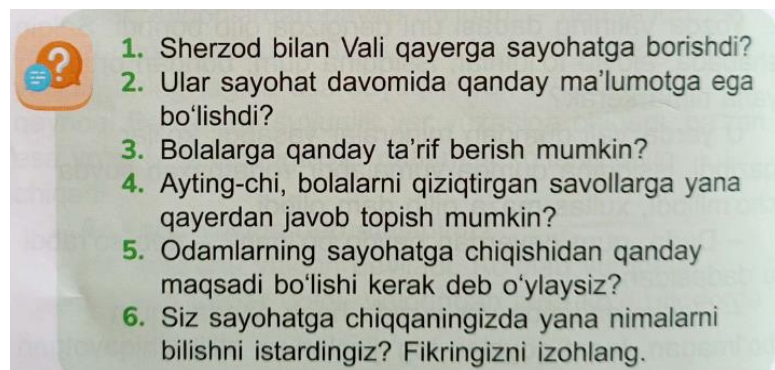 1. Sherzod bilan Vali qayerga sayohatga borishdi?
2. Ular sayohat davomida qanday ma’lumotga ega
bo‘lishdi?
3. Bolalarga qanday ta’rif berish mumkin?
4. Ayting-chi, bolalarni qiziqtirgan savollarga yana
qayerdan javob topish mumkin?
5. Odamlarning sayohatga chiqishidan qanday
maqsadi bo‘lishi kerak deb o‘ylaysiz?
6. Siz sayohatga chiqqaningizda yana nimalarni
bilishni istardingiz? Fikringizni izohlang.